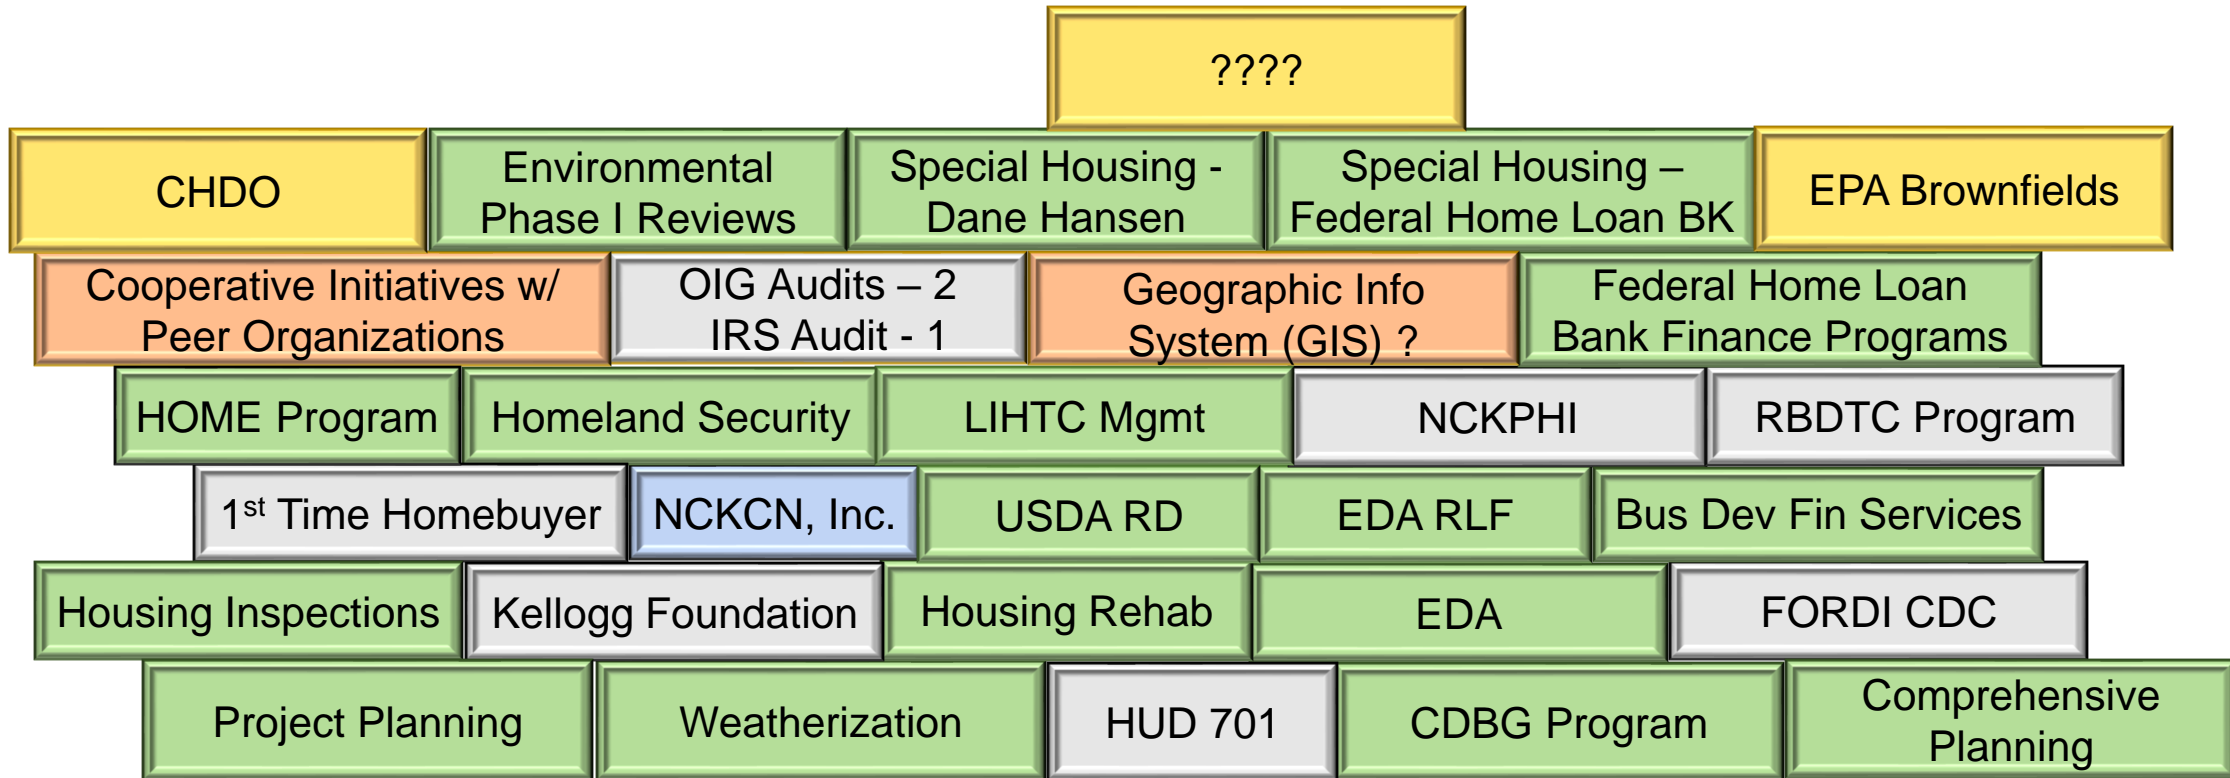 ????
CHDO
Environmental
Phase I Reviews
Special Housing -
Dane Hansen
Special Housing –
Federal Home Loan BK
EPA Brownfields
Cooperative Initiatives w/
Peer Organizations
OIG Audits – 2
IRS Audit - 1
Geographic Info
System (GIS) ?
Federal Home Loan
Bank Finance Programs
HOME Program
Homeland Security
LIHTC Mgmt
NCKPHI
RBDTC Program
1st Time Homebuyer
NCKCN, Inc.
USDA RD
EDA RLF
Bus Dev Fin Services
Housing Inspections
Kellogg Foundation
Housing Rehab
EDA
FORDI CDC
Project Planning
Weatherization
HUD 701
CDBG Program
Comprehensive
Planning